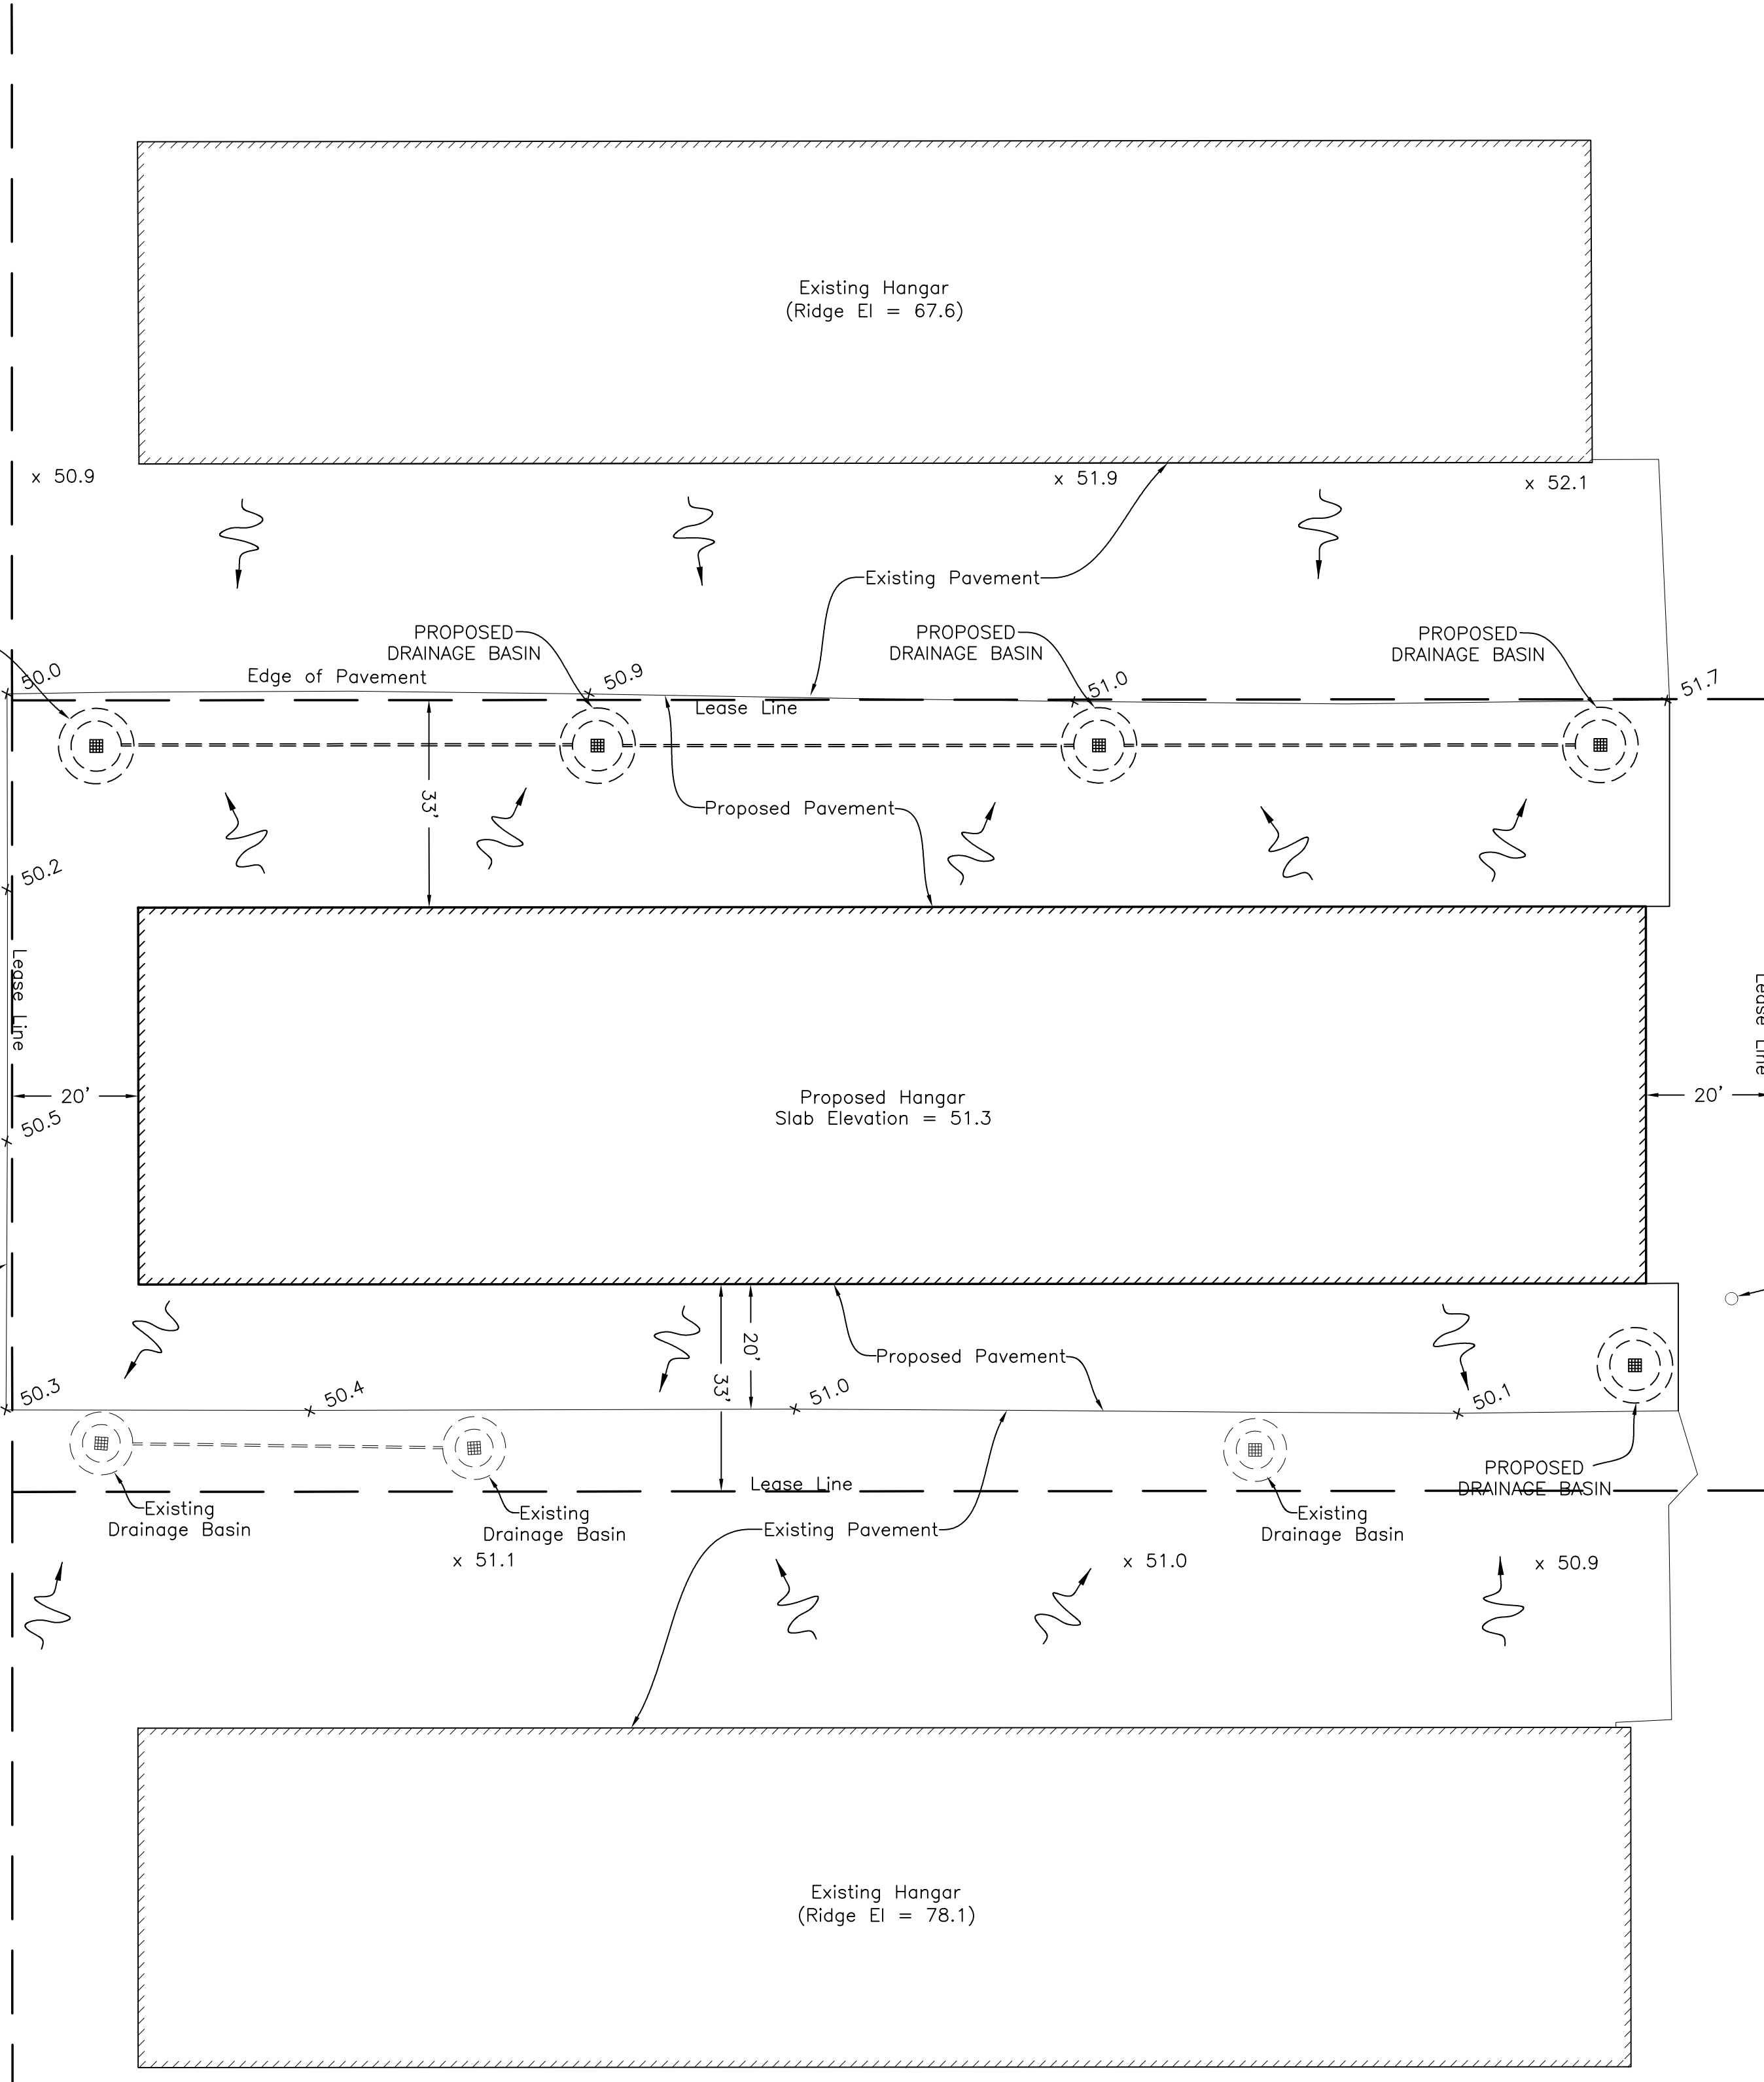 Existing Hangar
(Ridge El = 67.6)
x 50.9
x 51.9
x 52.1
Existing Pavement
PROPOSED
DRAINAGE BASIN
PROPOSED
DRAINAGE BASIN
PROPOSED
DRAINAGE BASIN
x 50.0
Edge of Pavement
x 50.9
Lease Line
x 51.0
x 51.7
33'
Proposed Pavement
x 50.2
Lease Line
Lease Line
20'
Proposed Hangar
Slab Elevation = 51.3
20'
x 50.5
20'
33'
Proposed Pavement
x 50.3
x 50.4
x 51.0
x 50.1
PROPOSED
DRAINAGE BASIN
Lease Line
Existing
Drainage Basin
Existing
Drainage Basin
Existing Pavement
Existing
Drainage Basin
x 51.1
x 51.0
x 50.9
Existing Hangar
(Ridge El = 78.1)